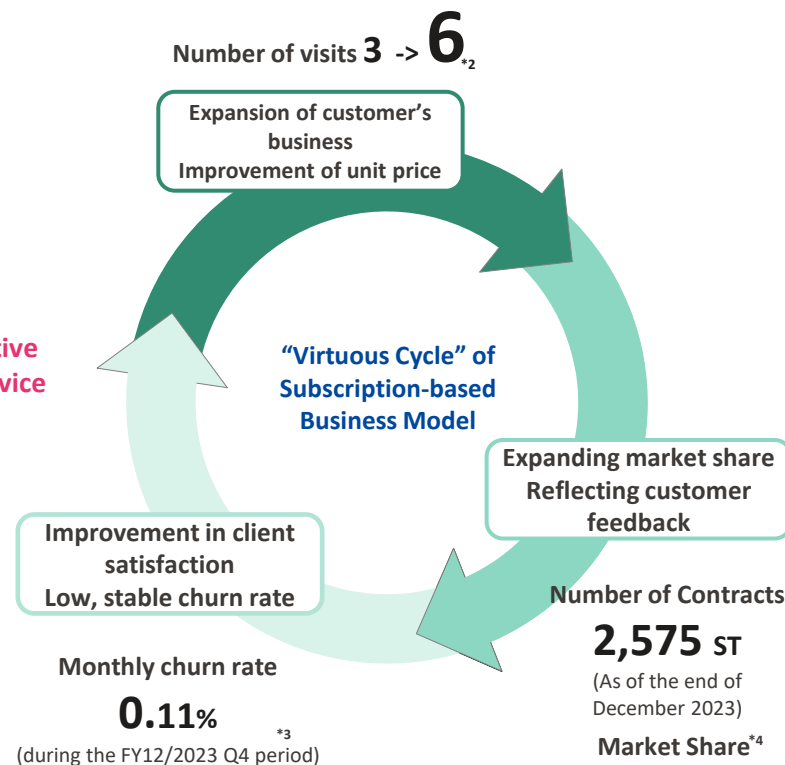 Number of visits 3 -> 6 *2
Expansion of customer's
business
Improvement of unit price
"Virtuous Cycle" of
Subscription-based
Business Model
Expanding market share
Reflecting customer
feedback
Improvement in client
satisfaction
Low, stable churn rate
Number of Contracts
2,575 ST
(As of the end of
December 2023)
Market Share*4
Monthly churn rate
0.11% *3
(during the FY12/2023 Q4 period)